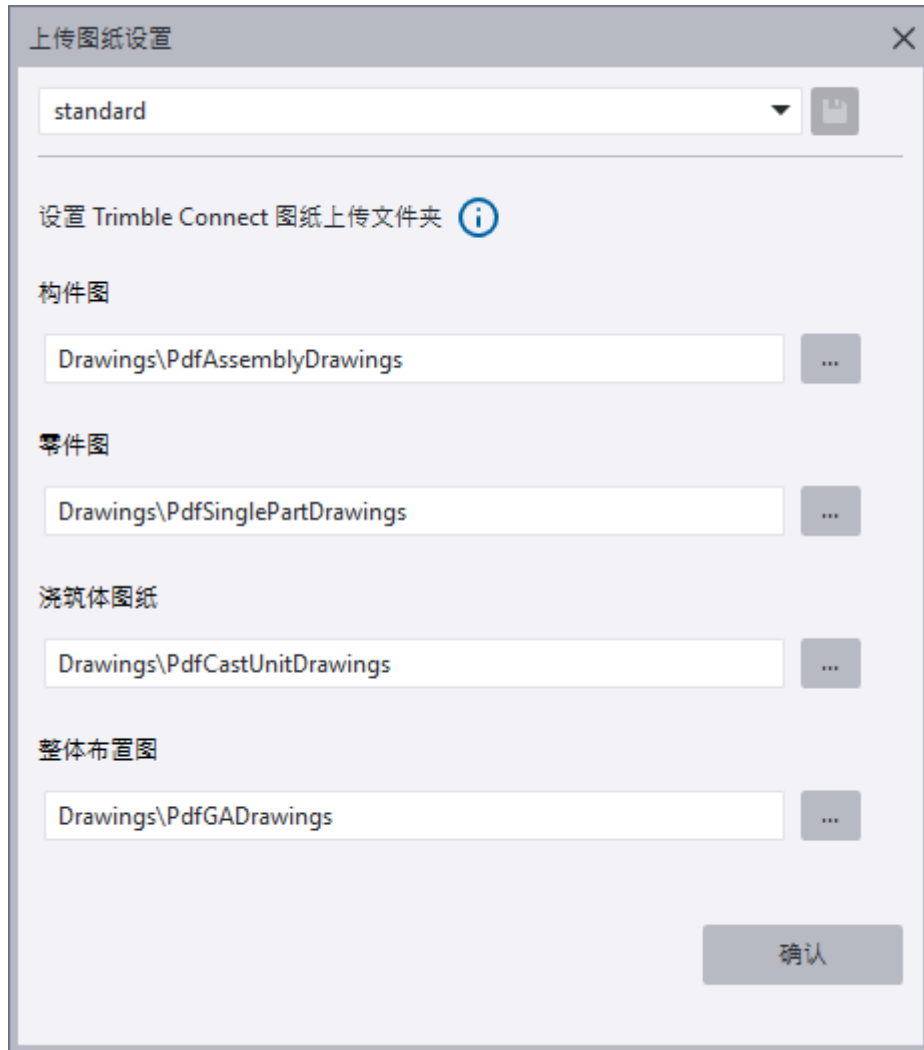 上传图纸设置
standard
设置 Trimble Connect 图纸上传文件夹
构件图
Drawings\PdfAssemblyDrawings
...
零件图
Drawings\PdfSinglePartDrawings
...
浇筑体图纸
Drawings\PdfCastUnitDrawings
...
整体布置图
Drawings\PdfGADrawings
...
确认